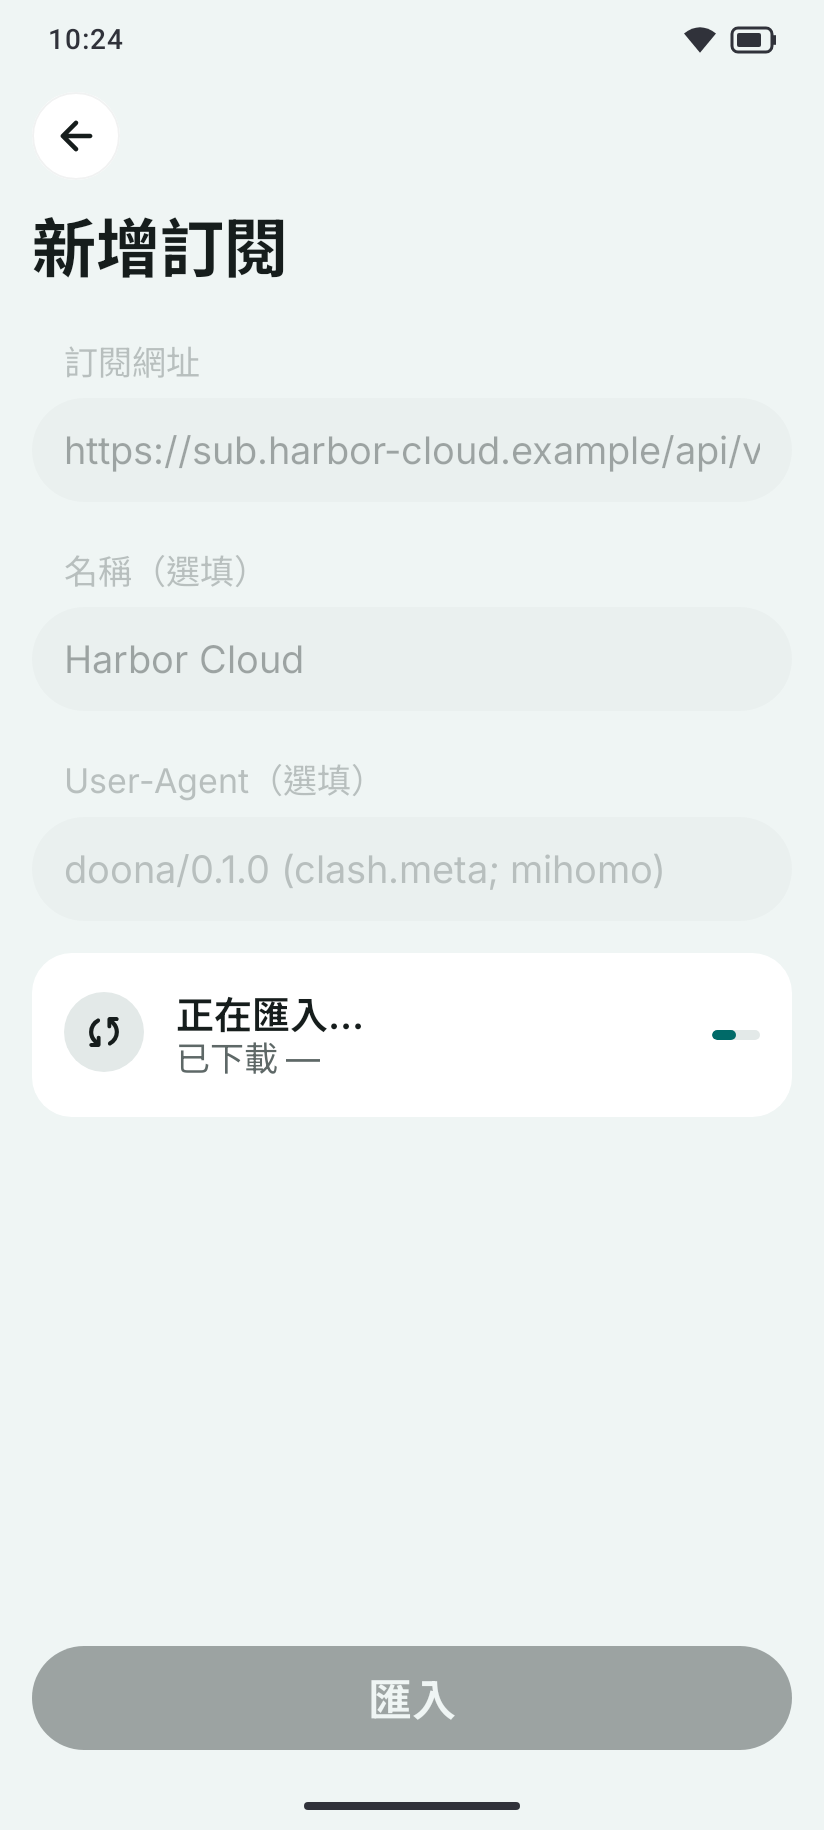 10:24
新增訂閱
訂閱網址
https://sub.harbor-cloud.example/api/v
名稱（選填）
Harbor Cloud
User-Agent（選填）
doona/0.1.0 (clash.meta; mihomo)
正在匯入...
已下載 —
匯入